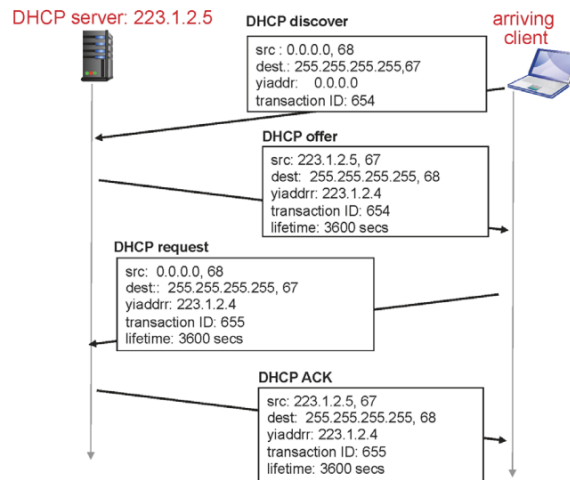 DHCP server: 223.1.2.5
arriving
client
DHCP discover
src : 0.0.0.0, 68
dest.: 255.255.255.255,67
yiaddr: 0.0.0.0
transaction ID: 654
DHCP offer
src: 223.1.2.5, 67
dest: 255.255.255.255, 68
yiaddrr: 223.1.2.4
transaction ID: 654
lifetime: 3600 secs
DHCP request
src: 0.0.0.0, 68
dest:: 255.255.255.255, 67
yiaddrr: 223.1.2.4
transaction ID: 655
lifetime: 3600 secs
DHCP ACK
src: 223.1.2.5, 67
dest: 255.255.255.255, 68
yiaddrr: 223.1.2.4
transaction ID: 655
lifetime: 3600 secs